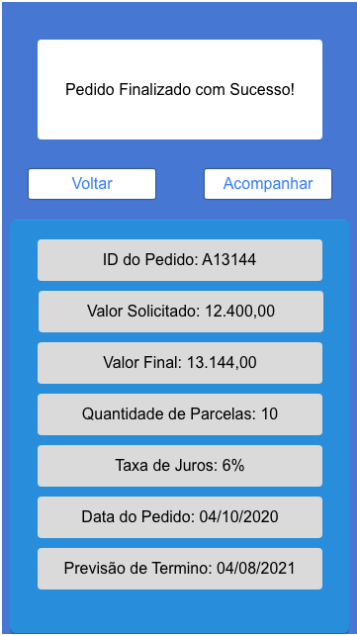 Pedido Finalizado com Sucesso!
Voltar
Acompanhar
ID do Pedido: A13144
Valor Solicitado: 12.400,00
Valor Final: 13.144,00
Quantidade de Parcelas: 10
Taxa de Juros: 6%
Data do Pedido: 04/10/2020
Previsão de Termino: 04/08/2021